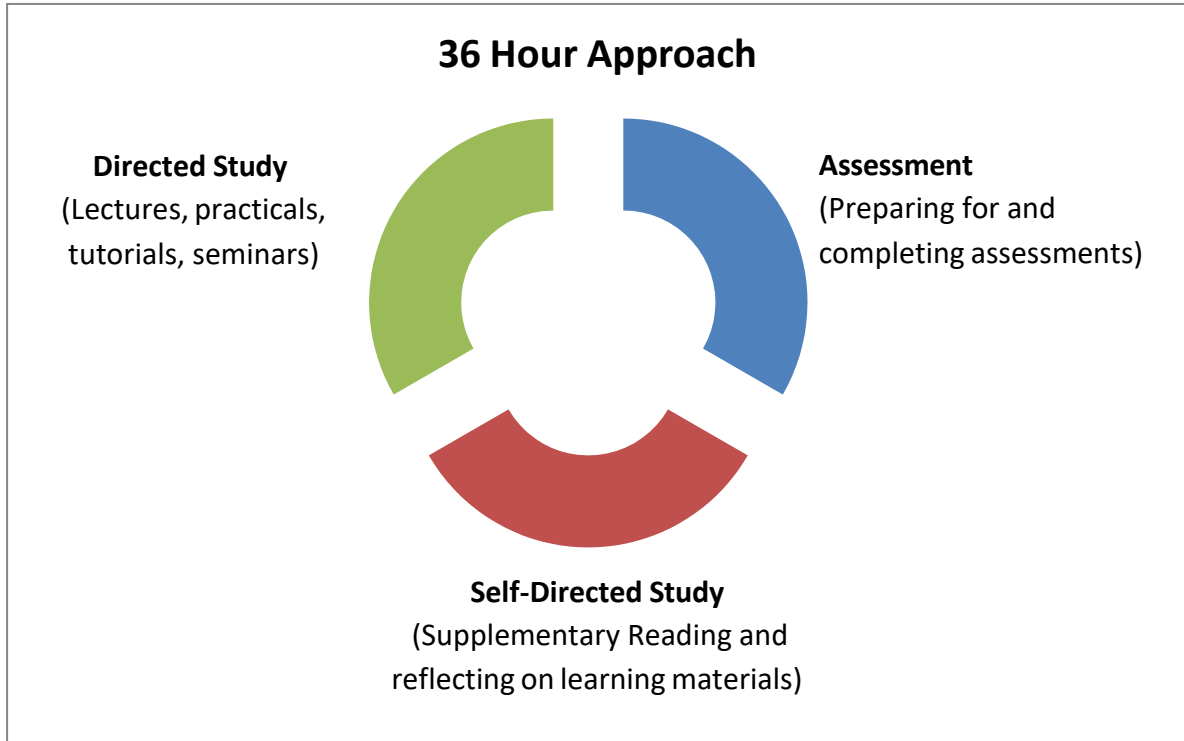 36 Hour Approach
Directed Study
(Lectures, practicals,
tutorials, seminars)
Assessment
(Preparing for and
completing assessments)
Self-Directed Study
(Supplementary Reading and
reflecting on learning materials)